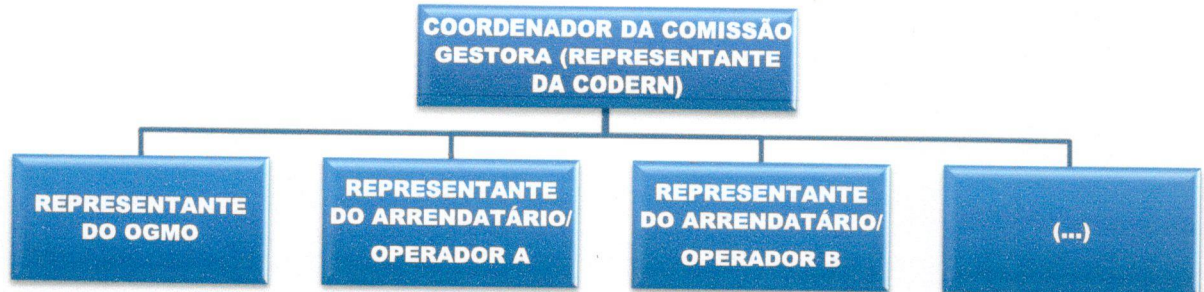 COORDENADOR DA COMISSÃO
GESTORA (REPRESENTANTE
DA CODERN)
REPRESENTANTE
DO OGMO
REPRESENTANTE
DO ARRENDATÁRIO/
OPERADOR A
REPRESENTANTE
DO ARRENDATÁRIO/
OPERADOR B
(...)